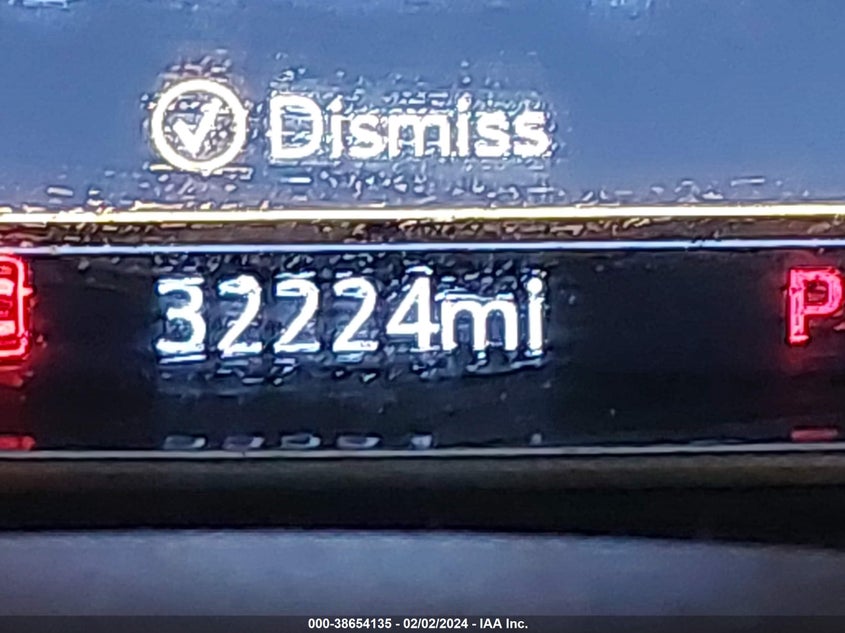 Dismiss
32224mi
P
000-38654135 - 02/02/2024 - IAA Inc.